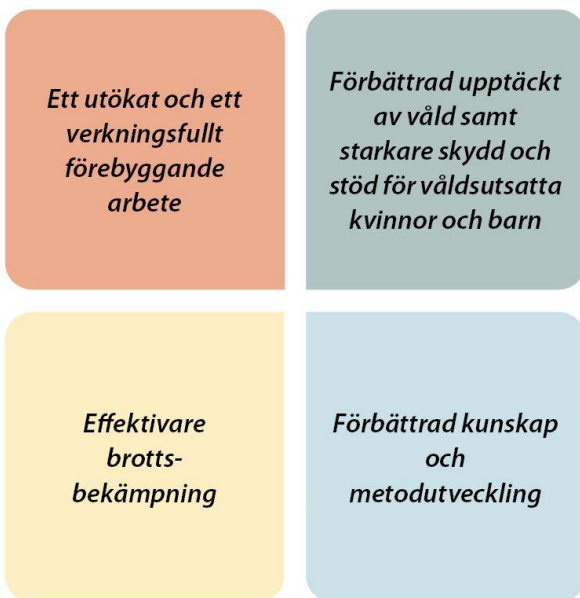 Ett utökat och ett
verkningsfullt
förebyggande
arbete
Förbättrad upptäckt
av våld samt
starkare skydd och
stöd för våldsutsatta
kvinnor och barn
Effektivare
brotts-
bekämpning
Förbättrad kunskap
och
metodutveckling